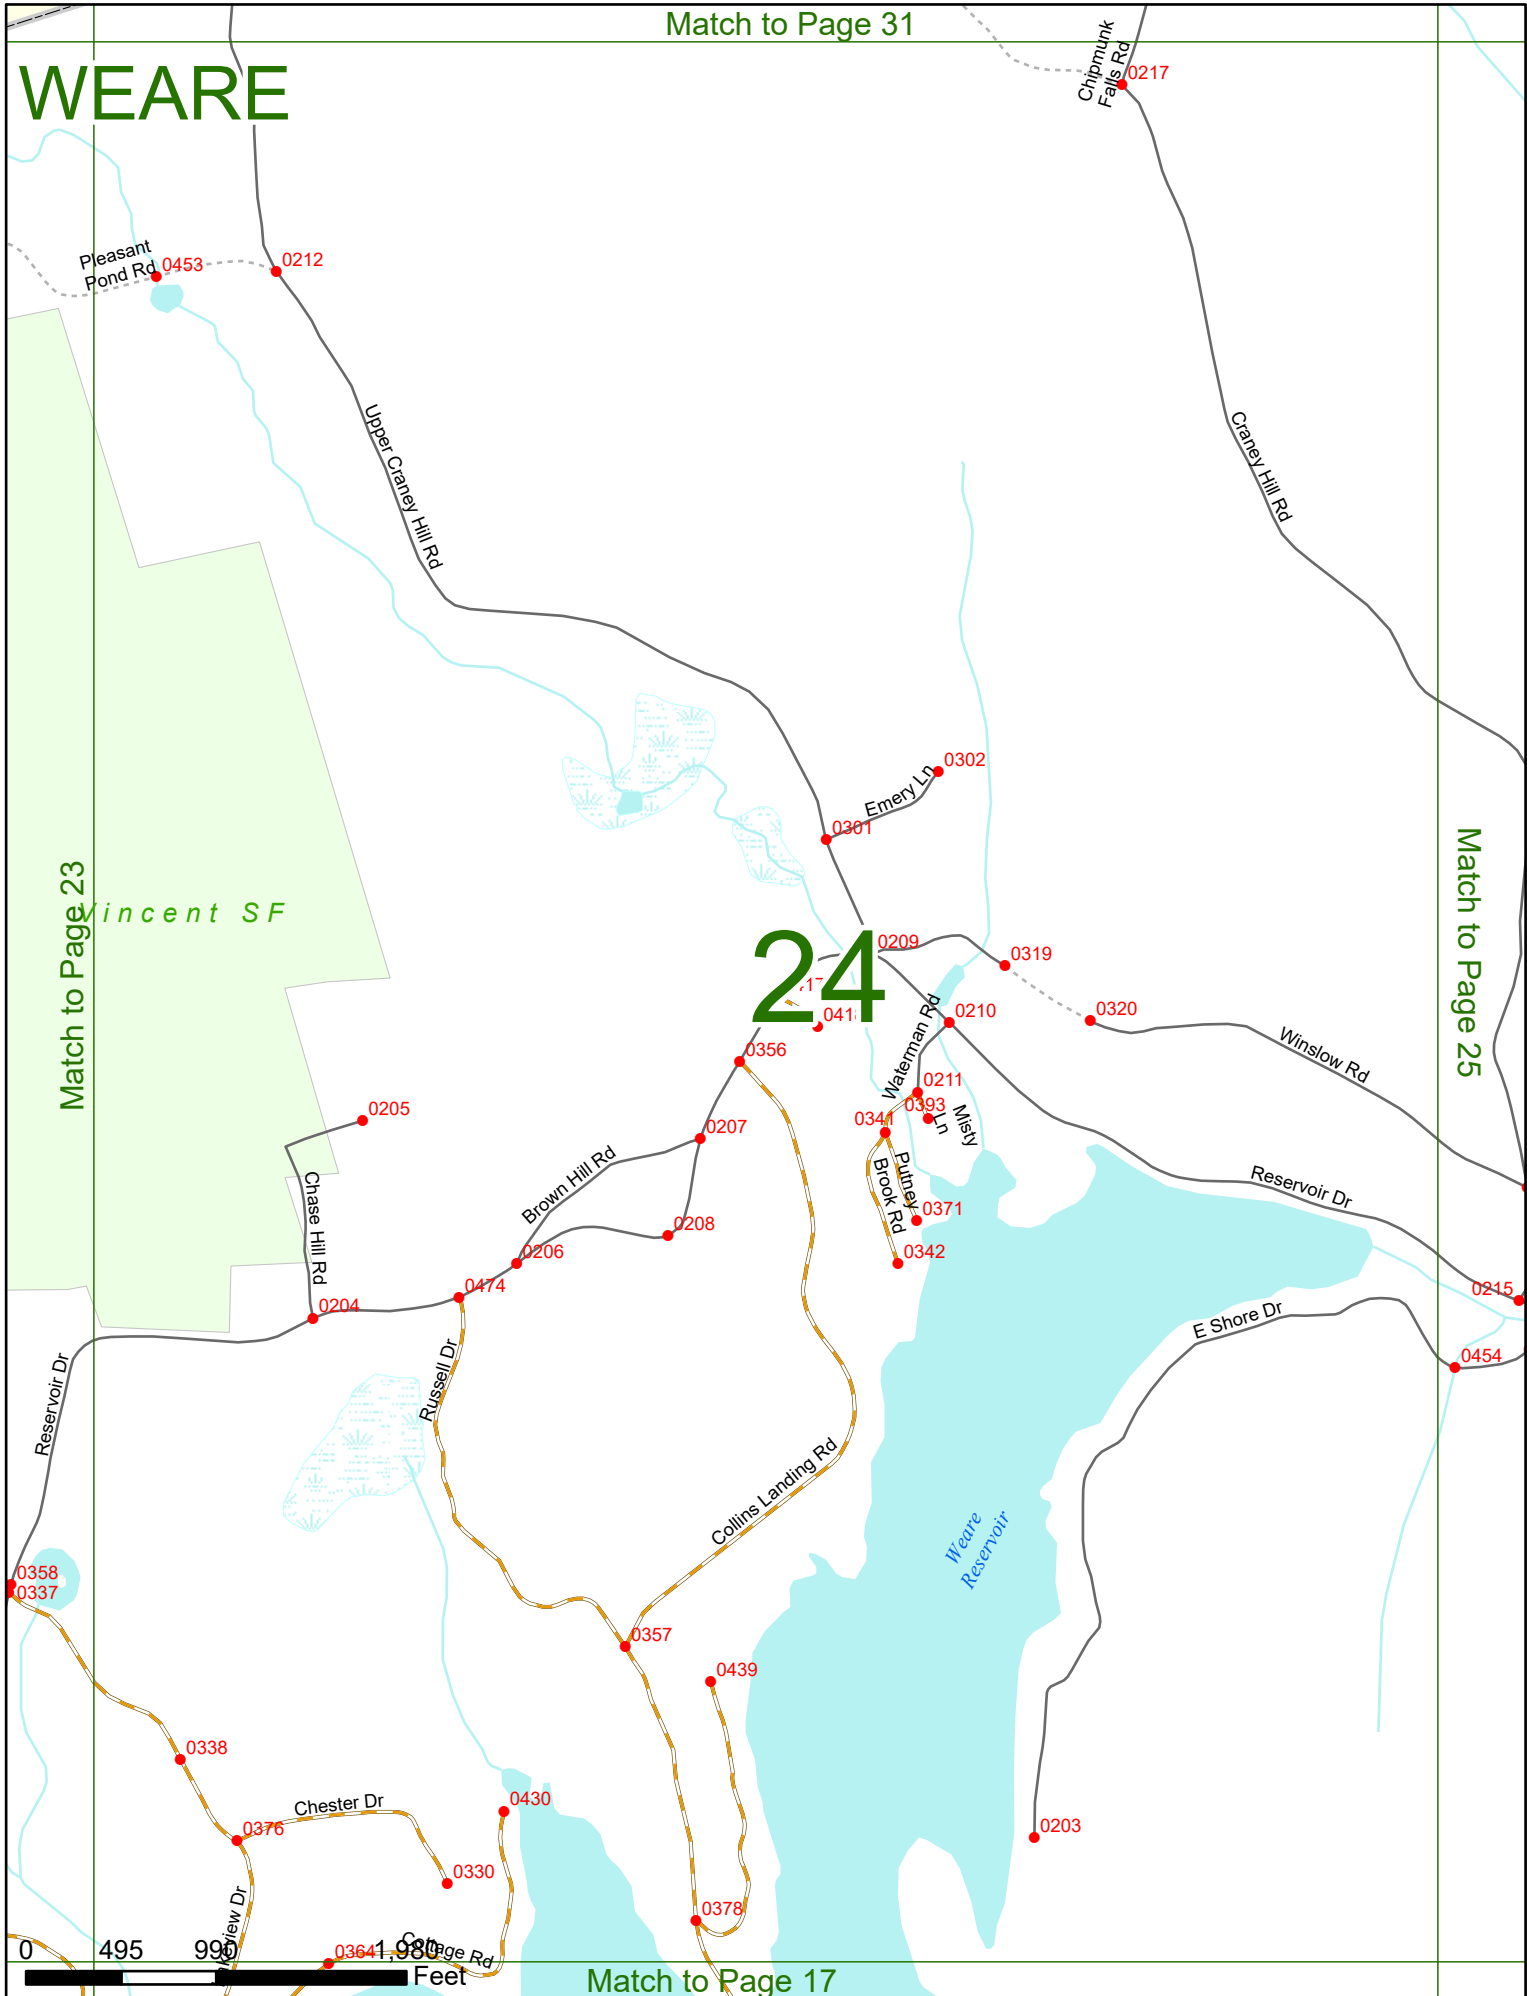 Match to Page 31
WEARE
Chipmunk
Falls Rd
0217
Pleasant
Pond Rd
0453
0212
Upper Craney Hill Rd
Craney Hill Rd
0302
Emery Ln
0301
Match to Page 23
Vincent SF
Match to Page 25
24
0209
0319
0210
0320
0356
Waterman Rd
Winslow Rd
0211
0393
Misty
Ln
0341
0205
0207
Putney
Brook Rd
Brown Hill Rd
Reservoir Dr
Chase Hill Rd
0371
0208
0342
0206
0474
0215
0204
E Shore Dr
0454
Reservoir Dr
Russell Dr
Collins Landing Rd
Weare
Reservoir
0358
0337
0357
0439
0338
Chester Dr
0430
0376
0203
0330
0378
0364
Cottage Rd
0 495 990 1,980
Feet
Match to Page 17